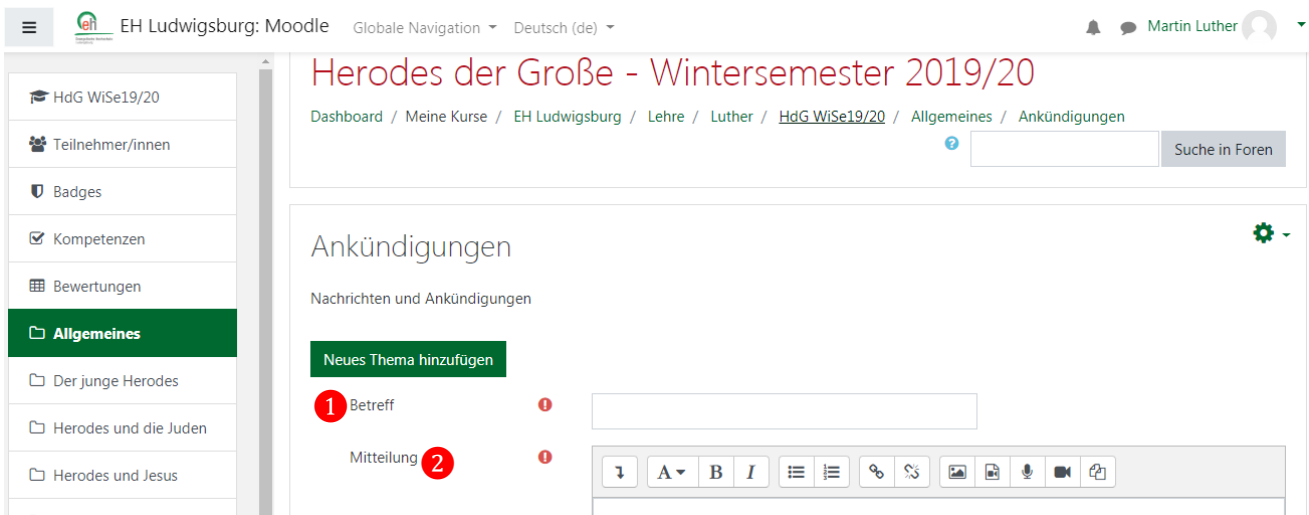 EH Ludwigsburg: Moodle Globale Navigation Deutsch (de) Martin Luther
HdG WiSe19/20
Teilnehmer/innen
Badges
Kompetenzen
Bewertungen
Allgemeines
Der junge Herodes
Herodes und die Juden
Herodes und Jesus
Herodes der Große - Wintersemester 2019/20
Dashboard / Meine Kurse / EH Ludwigsburg / Lehre / Luther / HdG WiSe19/20 / Allgemeines / Ankündigungen
Suche in Foren
Ankündigungen
Nachrichten und Ankündigungen
Neues Thema hinzufügen
1 Betreff
Mitteilung 2
A B I